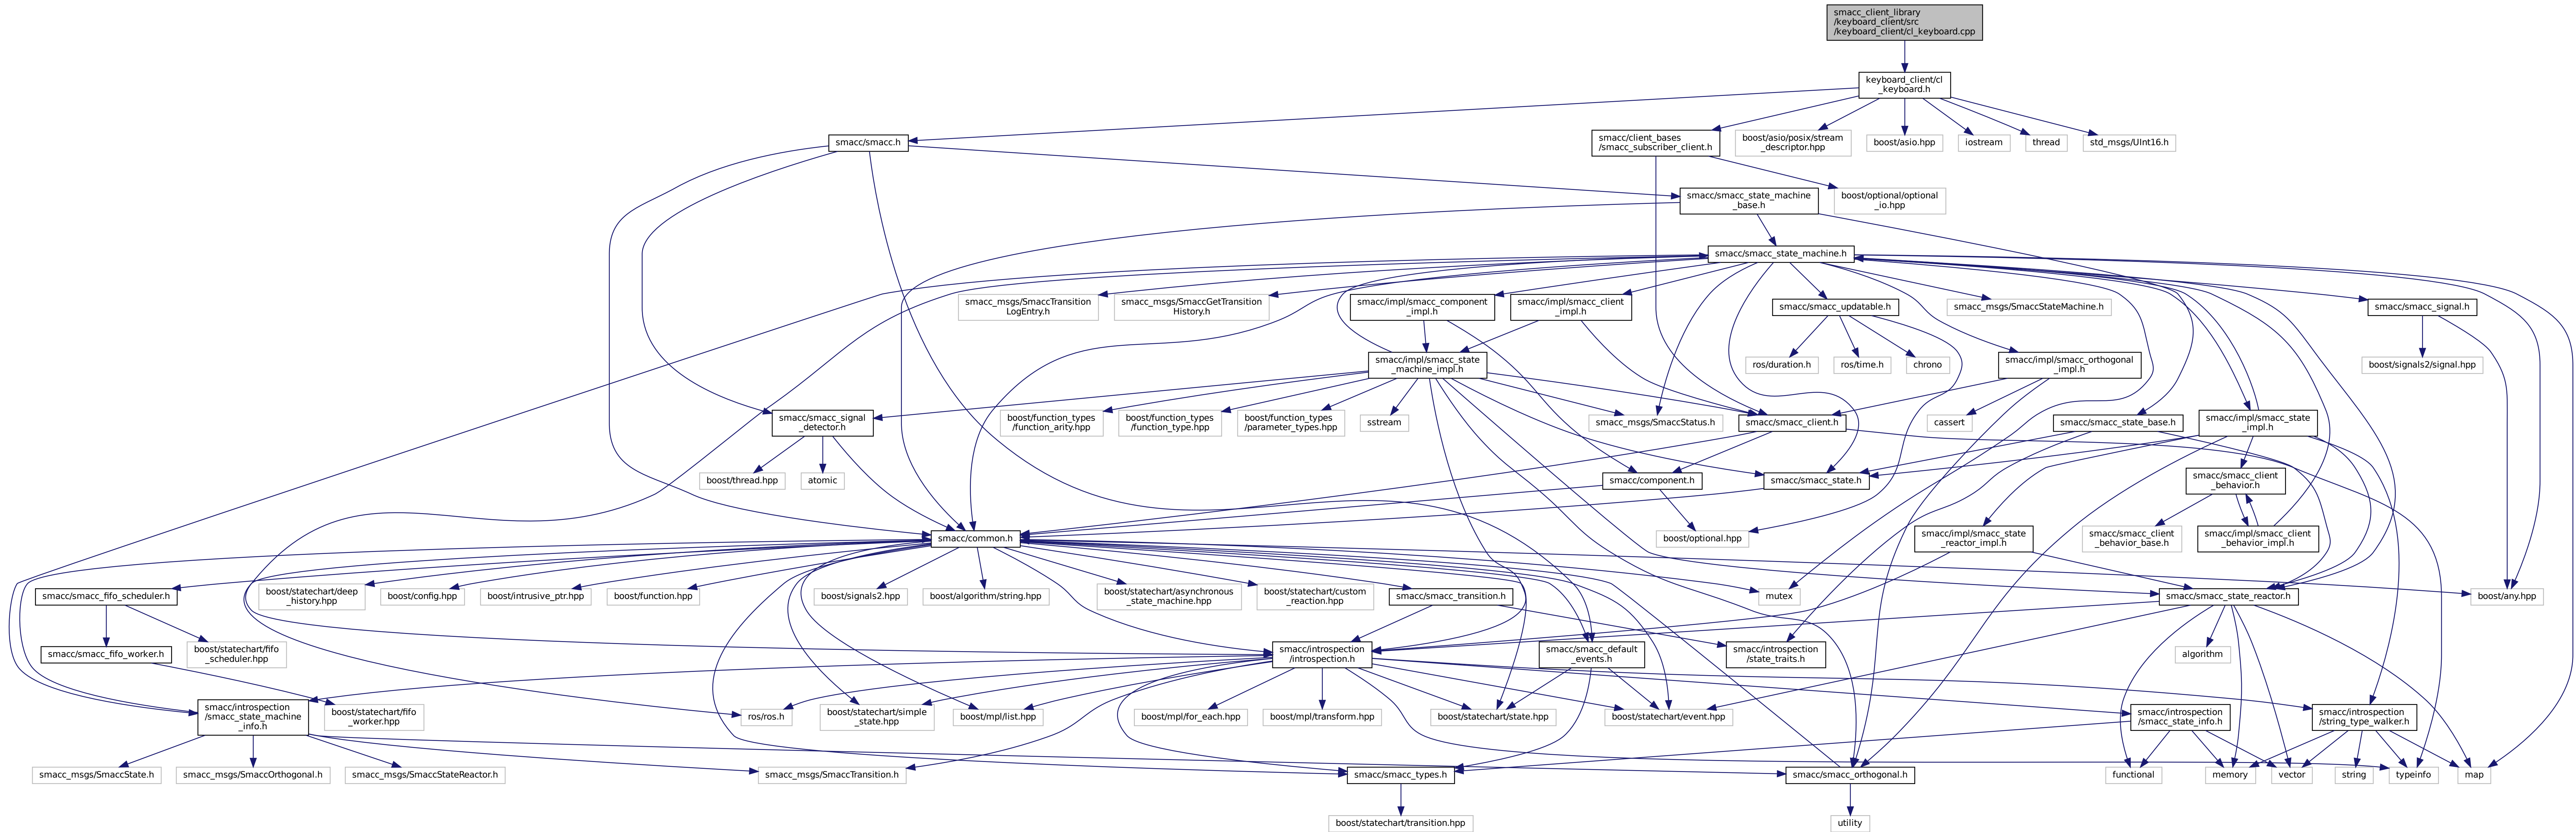 smacc_client_library
/keyboard_client/src
/keyboard_client/cl_keyboard.cpp
keyboard_client/cl
_keyboard.h
smacc/smacc.h
smacc/client_bases
/smacc_subscriber_client.h
boost/asio/posix/stream
_descriptor.hpp
boost/asio.hpp
iostream
thread
std_msgs/UInt16.h
smacc/smacc_state_machine
_base.h
boost/optional/optional
_io.hpp
smacc/smacc_state_machine.h
smacc_msgs/SmaccTransition
LogEntry.h
smacc_msgs/SmaccGetTransition
History.h
smacc/impl/smacc_component
_impl.h
smacc/impl/smacc_client
_impl.h
smacc/smacc_updatable.h
smacc_msgs/SmaccStateMachine.h
smacc/smacc_signal.h
smacc/impl/smacc_state
_machine_impl.h
ros/duration.h
ros/time.h
chrono
smacc/impl/smacc_orthogonal
_impl.h
boost/signals2/signal.hpp
smacc/smacc_signal
_detector.h
boost/function_types
/function_arity.hpp
boost/function_types
/function_type.hpp
boost/function_types
/parameter_types.hpp
sstream
smacc_msgs/SmaccStatus.h
smacc/smacc_client.h
cassert
smacc/smacc_state_base.h
smacc/impl/smacc_state
_impl.h
boost/thread.hpp
atomic
smacc/component.h
smacc/smacc_state.h
smacc/smacc_client
_behavior.h
smacc/common.h
boost/optional.hpp
smacc/impl/smacc_state
_reactor_impl.h
smacc/smacc_client
_behavior_base.h
smacc/impl/smacc_client
_behavior_impl.h
smacc/smacc_fifo_scheduler.h
boost/statechart/deep
_history.hpp
boost/config.hpp
boost/intrusive_ptr.hpp
boost/function.hpp
boost/signals2.hpp
boost/algorithm/string.hpp
boost/statechart/asynchronous
_state_machine.hpp
boost/statechart/custom
_reaction.hpp
smacc/smacc_transition.h
mutex
smacc/smacc_state_reactor.h
boost/any.hpp
smacc/smacc_fifo_worker.h
boost/statechart/fifo
_scheduler.hpp
smacc/introspection
/introspection.h
smacc/smacc_default
_events.h
smacc/introspection
/state_traits.h
algorithm
smacc/introspection
/smacc_state_machine
_info.h
boost/statechart/fifo
_worker.hpp
ros/ros.h
boost/statechart/simple
_state.hpp
boost/mpl/list.hpp
boost/mpl/for_each.hpp
boost/mpl/transform.hpp
boost/statechart/state.hpp
boost/statechart/event.hpp
smacc/introspection
/smacc_state_info.h
smacc/introspection
/string_type_walker.h
smacc_msgs/SmaccState.h
smacc_msgs/SmaccOrthogonal.h
smacc_msgs/SmaccStateReactor.h
smacc_msgs/SmaccTransition.h
smacc/smacc_types.h
smacc/smacc_orthogonal.h
functional
memory
vector
string
typeinfo
map
boost/statechart/transition.hpp
utility